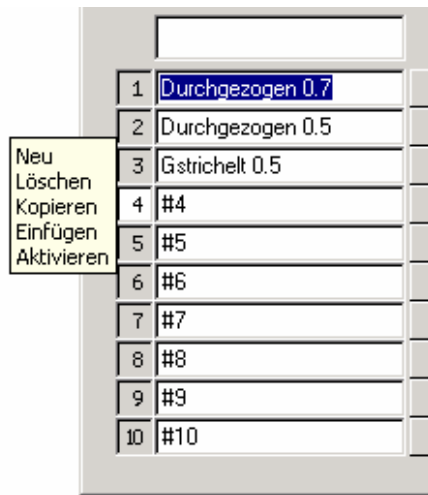 1 Durchgezogen 0.7
2 Durchgezogen 0.5
3 Gstrichelt 0.5
4 #4
5 #5
6 #6
7 #7
8 #8
9 #9
10 #10
Neu
Löschen
Kopieren
Einfügen
Aktivieren